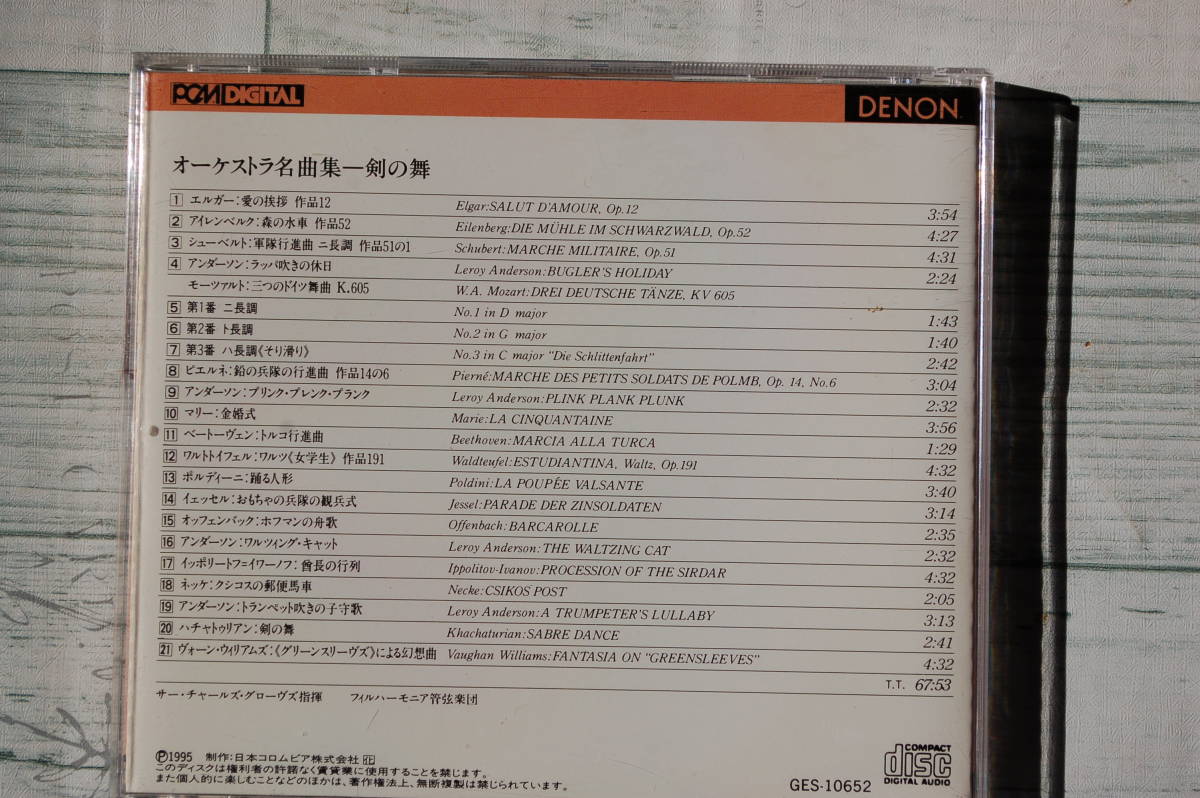 PCM DIGITAL
DENON
オーケストラ名曲集—剣の舞
1 エルガー:愛の挨拶 作品12 Elgar:SALUT D'AMOUR, Op.12 3:54
2 アイレンベルク:森の水車 作品52 Eilenberg:DIE MÜHLE IM SCHWARZWALD, Op.52 4:27
3 シューベルト:軍隊行進曲 ニ長調 作品51の1 Schubert:MARCHE MILITAIRE, Op.51 4:31
4 アンダーソン:ラッパ吹きの休日 Leroy Anderson:BUGLER'S HOLIDAY 2:24
モーツァルト:三つのドイツ舞曲 K.605 W.A. Mozart:DREI DEUTSCHE TÄNZE, KV 605
5 第1番 ニ長調 No.1 in D major 1:43
6 第2番 ト長調 No.2 in G major 1:40
7 第3番 ハ長調《そり滑り》 No.3 in C major "Die Schlittenfahrt" 2:42
8 ピエルネ:鉛の兵隊の行進曲 作品14の6 Pierné:MARCHE DES PETITS SOLDATS DE POLMB, Op. 14, No.6 3:04
9 アンダーソン:プリンク・プレンク・プランク Leroy Anderson:PLINK PLANK PLUNK 2:32
10 マリー:金婚式 Marie:LA CINQUANTAINE 3:56
11 ベートーヴェン:トルコ行進曲 Beethoven:MARCIA ALLA TURCA 1:29
12 ワルトトイフェル:ワルツ《女学生》 作品191 Waldteufel:ESTUDIANTINA, Waltz, Op.191 4:32
13 ポルディーニ:踊る人形 Poldini:LA POUPÉE VALSANTE 3:40
14 イェッセル:おもちゃの兵隊の観兵式 Jessel:PARADE DER ZINSOLDATEN 3:14
15 オッフェンバック:ホフマンの舟歌 Offenbach:BARCAROLLE 2:35
16 アンダーソン:ワルツィング・キャット Leroy Anderson:THE WALTZING CAT 2:32
17 イッポリートフ=イワーノフ:酋長の行列 Ippolitov-Ivanov:PROCESSION OF THE SIRDAR 4:32
18 ネッケ:クシコスの郵便馬車 Necke:CSIKOS POST 2:05
19 アンダーソン:トランペット吹きの子守歌 Leroy Anderson:A TRUMPETER'S LULLABY 3:13
20 ハチャトゥリアン:剣の舞 Khachaturian:SABRE DANCE 2:41
21 ヴォーン・ウィリアムズ:《グリーンスリーヴズ》による幻想曲 Vaughan Williams:FANTASIA ON "GREENSLEEVES" 4:32
T.T. 67:53
サー・チャールズ・グローヴズ指揮 フィルハーモニア管弦楽団
Ⓟ1995 制作:日本コロムビア株式会社
このディスクは権利者の許諾なく賃貸業に使用することを禁じます。
また個人的に楽しむことなどのほかは、著作権法上、無断複製は禁じられています。
GES-10652
COMPACT
disc
DIGITAL AUDIO